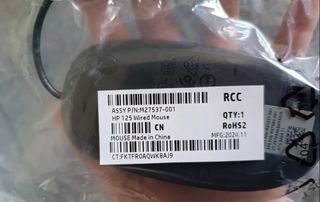 RCC
ASSY P/N:M27537-001
HP 125 Wired Mouse
QTY:1
CN
RoHS2
MOUSE Made in China
MFG:2024.11
CT:FKTFR0AQWK8AJ9